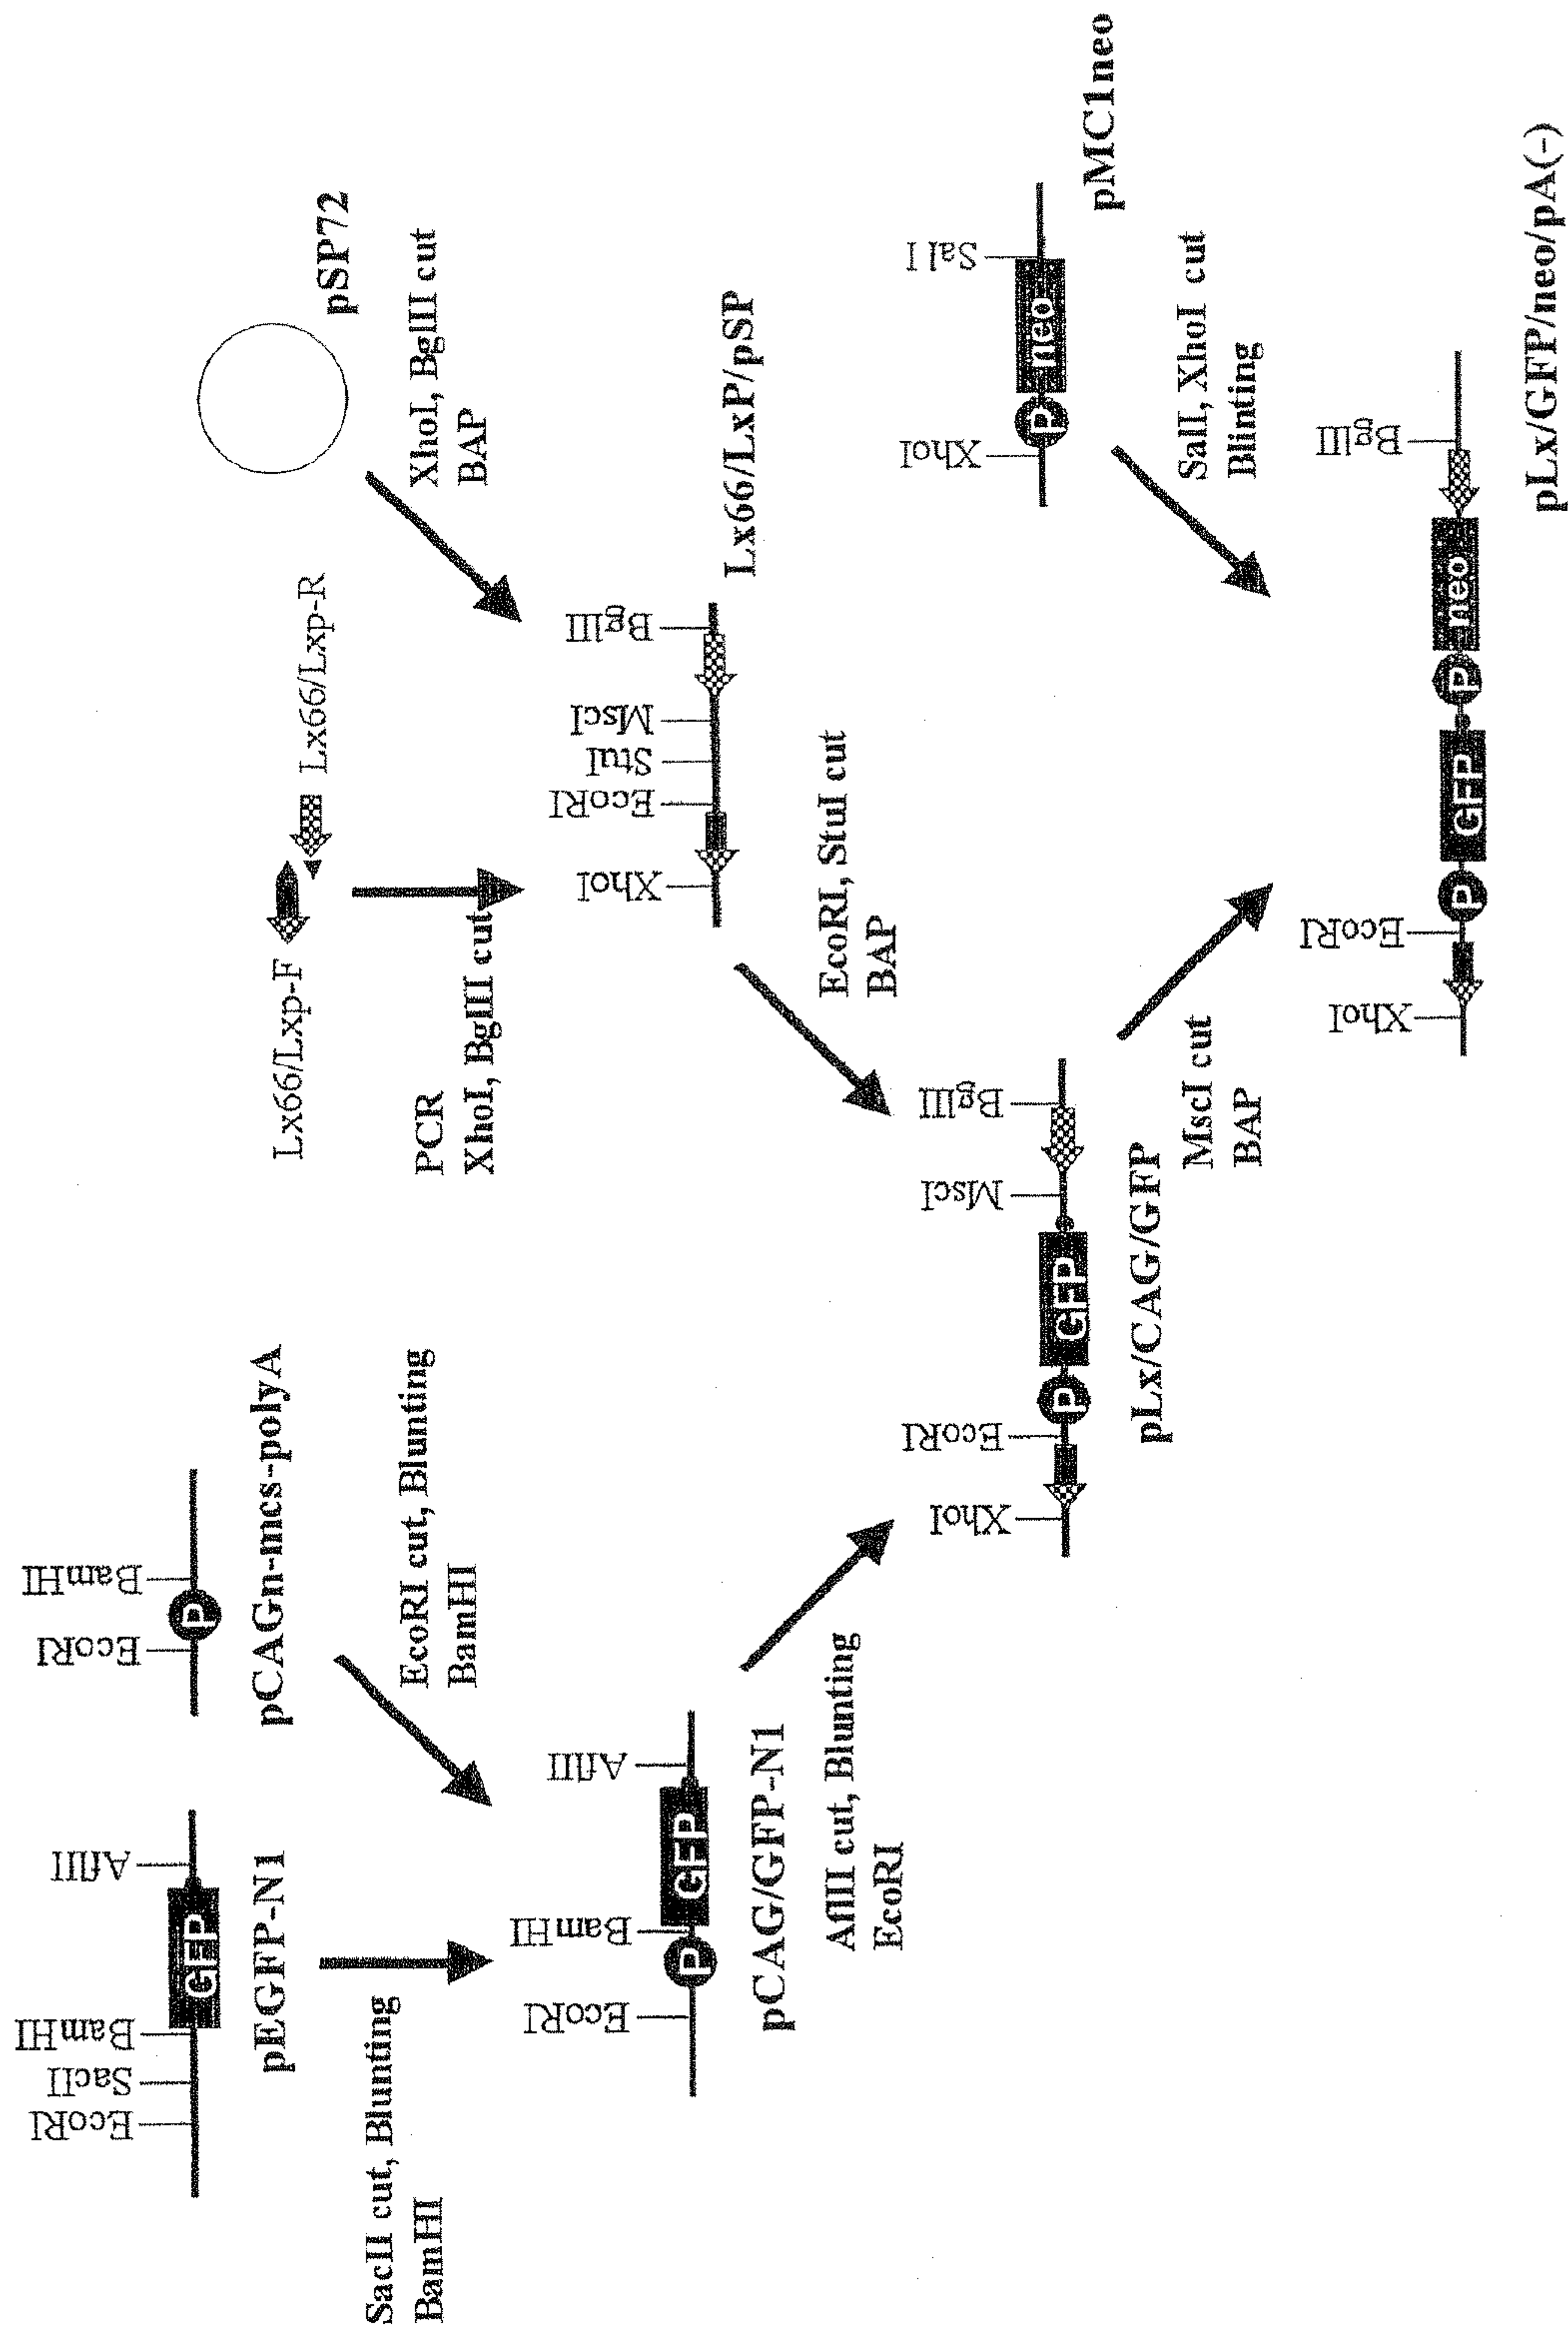 EcoRI
SacII
BamHI
AflII
pEGFP-N1
GFP
EcoRI
BamHI
P
pCAGn-mcs-polyA
SacII cut, Blunting
BamHI
EcoRI cut, Blunting
BamHI
EcoRI
BamHI
AflII
P
GFP
pCAG/GFP-N1
AflII cut, Blunting
EcoRI
Lx66/Lxp-F
Lx66/Lxp-R
pSP72
PCR
XhoI, BglII cut
XhoI, BglII cut
BAP
XhoI
EcoRI
StuI
MscI
BglII
Lx66/LxP/pSP
EcoRI, StuI cut
BAP
XhoI
EcoRI
MscI
BglII
P
GFP
pLx/CAG/GFP
MscI cut
BAP
XhoI
SalI
P
neo
pMC1neo
SalI, XhoI cut
Blinting
XhoI
EcoRI
BglII
P
GFP
P
neo
pLx/GFP/neo/pA(-)